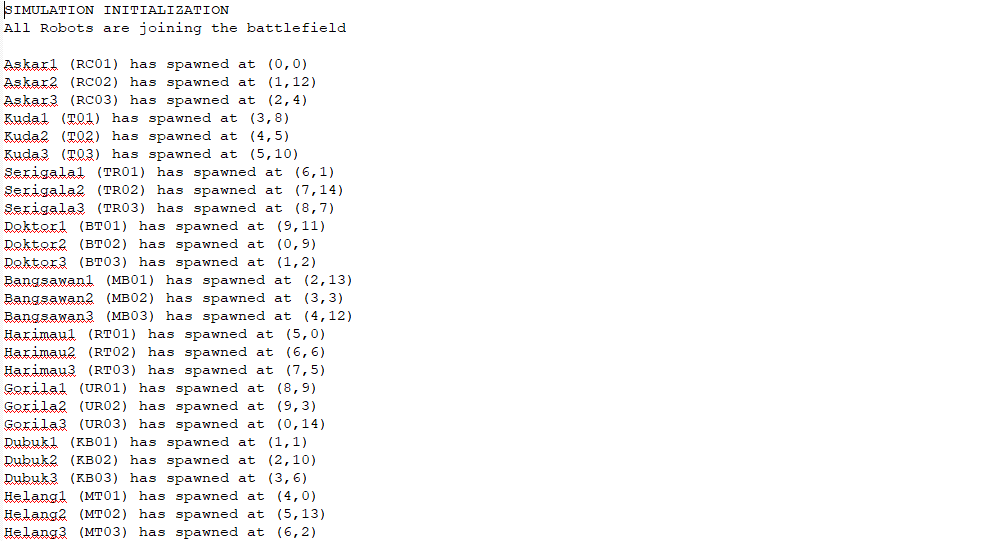 SIMULATION INITIALIZATION
All Robots are joining the battlefield
Askar1 (RC01) has spawned at (0,0)
Askar2 (RC02) has spawned at (1,12)
Askar3 (RC03) has spawned at (2,4)
Kuda1 (T01) has spawned at (3,8)
Kuda2 (T02) has spawned at (4,5)
Kuda3 (T03) has spawned at (5,10)
Serigala1 (TR01) has spawned at (6,1)
Serigala2 (TR02) has spawned at (7,14)
Serigala3 (TR03) has spawned at (8,7)
Doktor1 (BT01) has spawned at (9,11)
Doktor2 (BT02) has spawned at (0,9)
Doktor3 (BT03) has spawned at (1,2)
Bangsawan1 (MB01) has spawned at (2,13)
Bangsawan2 (MB02) has spawned at (3,3)
Bangsawan3 (MB03) has spawned at (4,12)
Harimau1 (RT01) has spawned at (5,0)
Harimau2 (RT02) has spawned at (6,6)
Harimau3 (RT03) has spawned at (7,5)
Gorila1 (UR01) has spawned at (8,9)
Gorila2 (UR02) has spawned at (9,3)
Gorila3 (UR03) has spawned at (0,14)
Dubuk1 (KB01) has spawned at (1,1)
Dubuk2 (KB02) has spawned at (2,10)
Dubuk3 (KB03) has spawned at (3,6)
Helang1 (MT01) has spawned at (4,0)
Helang2 (MT02) has spawned at (5,13)
Helang3 (MT03) has spawned at (6,2)